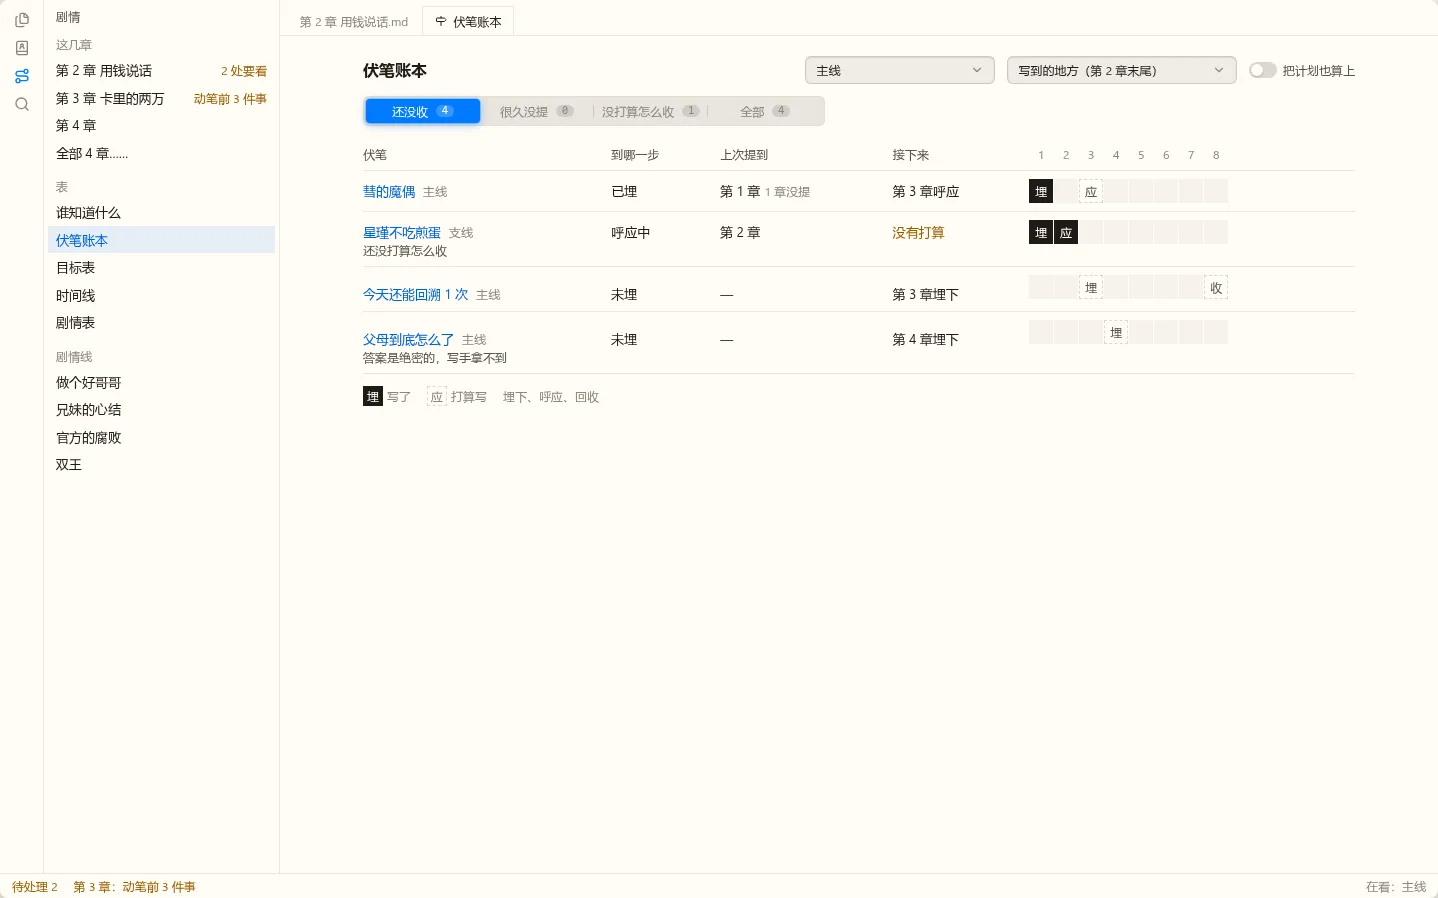 剧情
这几章
第 2 章 用钱说话 2 处要看
第 3 章 卡里的两万 动笔前 3 件事
第 4 章
全部 4 章……
表
谁知道什么
伏笔账本
目标表
时间线
剧情表
剧情线
做个好哥哥
兄妹的心结
官方的腐败
双王
第 2 章 用钱说话.md
伏笔账本
伏笔账本
主线
写到的地方（第 2 章末尾）
把计划也算上
还没收 4
很久没提 0
没打算怎么收 1
全部 4
伏笔 到哪一步 上次提到 接下来 1 2 3 4 5 6 7 8
彗的魔偶 主线 已埋 第 1 章 1 章没提 第 3 章呼应 埋 应
星瑾不吃煎蛋 支线 呼应中 第 2 章 没有打算 埋 应
还没打算怎么收
今天还能回溯 1 次 主线 未埋 — 第 3 章埋下 埋 收
父母到底怎么了 主线 未埋 — 第 4 章埋下 埋
答案是绝密的，写手拿不到
埋 写了 应 打算写 埋下、呼应、回收
待处理 2 第 3 章：动笔前 3 件事
在看：主线